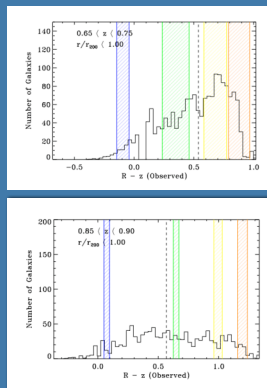 140
120
100
80
60
40
20
0
Number of Galaxies
0.65 ⟨ z ⟨ 0.75
r/r₂₀₀ ⟨ 1.00
-0.5 0.0 0.5 1.0
R - z (Observed)
200
150
100
50
0
Number of Galaxies
0.85 ⟨ z ⟨ 0.90
r/r₂₀₀ ⟨ 1.00
0.0 0.5 1.0
R - z (Observed)